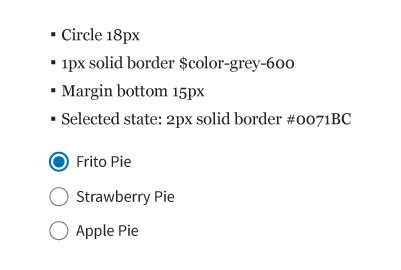 ▪ Circle 18px
▪ 1px solid border $color-grey-600
▪ Margin bottom 15px
▪ Selected state: 2px solid border #0071BC
Frito Pie
Strawberry Pie
Apple Pie